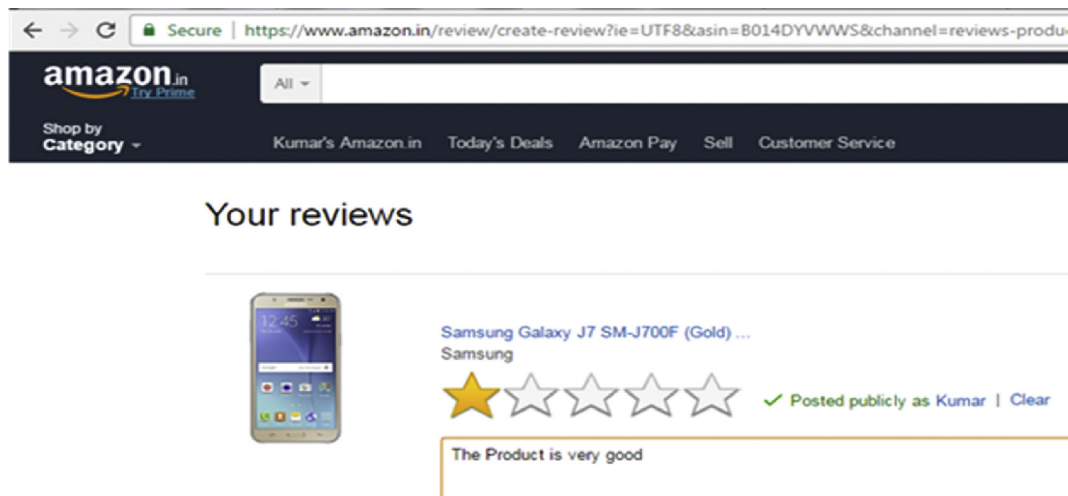 Secure | https://www.amazon.in/review/create-review?ie=UTF8&asin=B014DYVWWS&channel=reviews-produ
amazon.in
Try Prime
All
Shop by
Category
Kumar's Amazon.in Today's Deals Amazon Pay Sell Customer Service
Your reviews
12:45
Samsung Galaxy J7 SM-J700F (Gold) ...
Samsung
Posted publicly as Kumar | Clear
The Product is very good